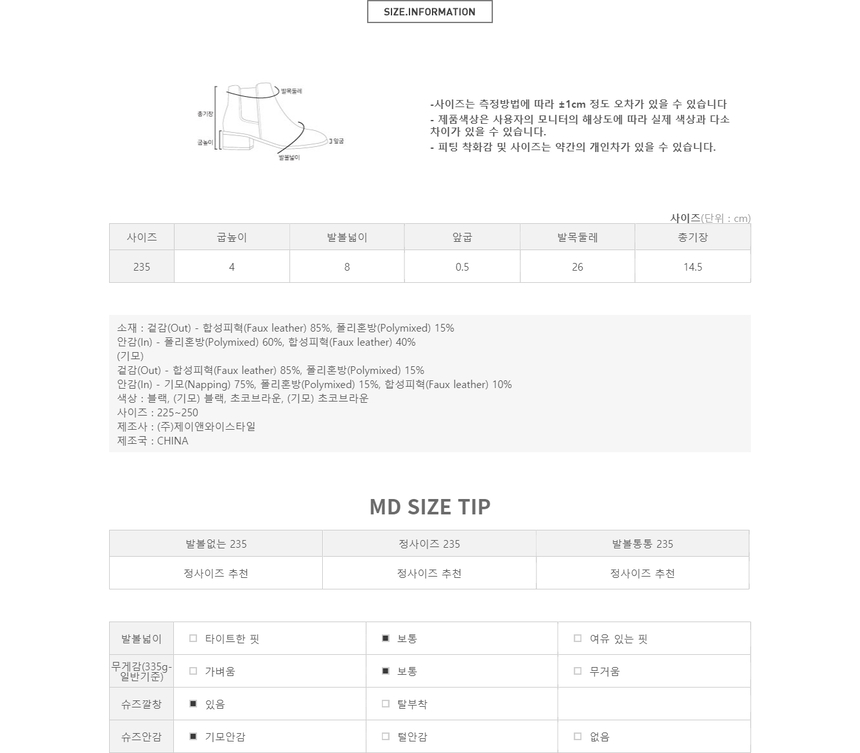 SIZE.INFORMATION
발목둘레
총기장
굽높이
앞굽
발볼넓이
-사이즈는 측정방법에 따라 ±1cm 정도 오차가 있을 수 있습니다
- 제품색상은 사용자의 모니터의 해상도에 따라 실제 색상과 다소
차이가 있을 수 있습니다.
- 피팅 착화감 및 사이즈는 약간의 개인차가 있을 수 있습니다.
사이즈(단위 : cm)
사이즈 굽높이 발볼넓이 앞굽 발목둘레 총기장
235 4 8 0.5 26 14.5
소재 : 겉감(Out) - 합성피혁(Faux leather) 85%, 폴리혼방(Polymixed) 15%
안감(In) - 폴리혼방(Polymixed) 60%, 합성피혁(Faux leather) 40%
(기모)
겉감(Out) - 합성피혁(Faux leather) 85%, 폴리혼방(Polymixed) 15%
안감(In) - 기모(Napping) 75%, 폴리혼방(Polymixed) 15%, 합성피혁(Faux leather) 10%
색상 : 블랙, (기모) 블랙, 초코브라운, (기모) 초코브라운
사이즈 : 225~250
제조사 : (주)제이앤와이스타일
제조국 : CHINA
MD SIZE TIP
발볼없는 235 정사이즈 235 발볼통통 235
정사이즈 추천 정사이즈 추천 정사이즈 추천
발볼넓이 □ 타이트한 핏 ■ 보통 □ 여유 있는 핏
무게감(335g-
일반기준) □ 가벼움 ■ 보통 □ 무거움
슈즈깔창 ■ 있음 □ 탈부착
슈즈안감 ■ 기모안감 □ 털안감 □ 없음